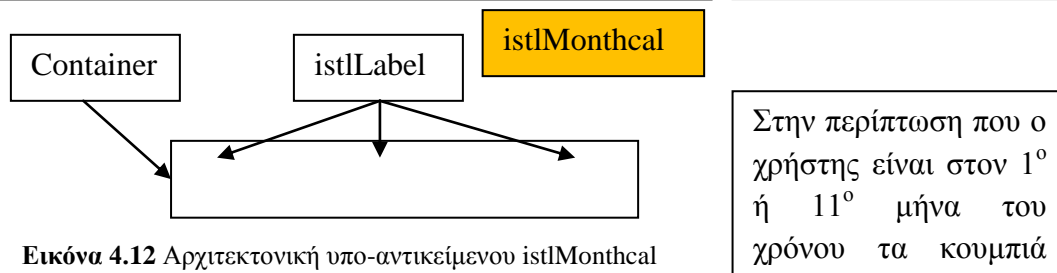 istlMonthcal
Container
istlLabel
Εικόνα 4.12 Αρχιτεκτονική υπο-αντικείμενου istlMonthcal
Στην περίπτωση που ο
χρήστης είναι στον 1ο
ή 11ο μήνα του
χρόνου τα κουμπιά